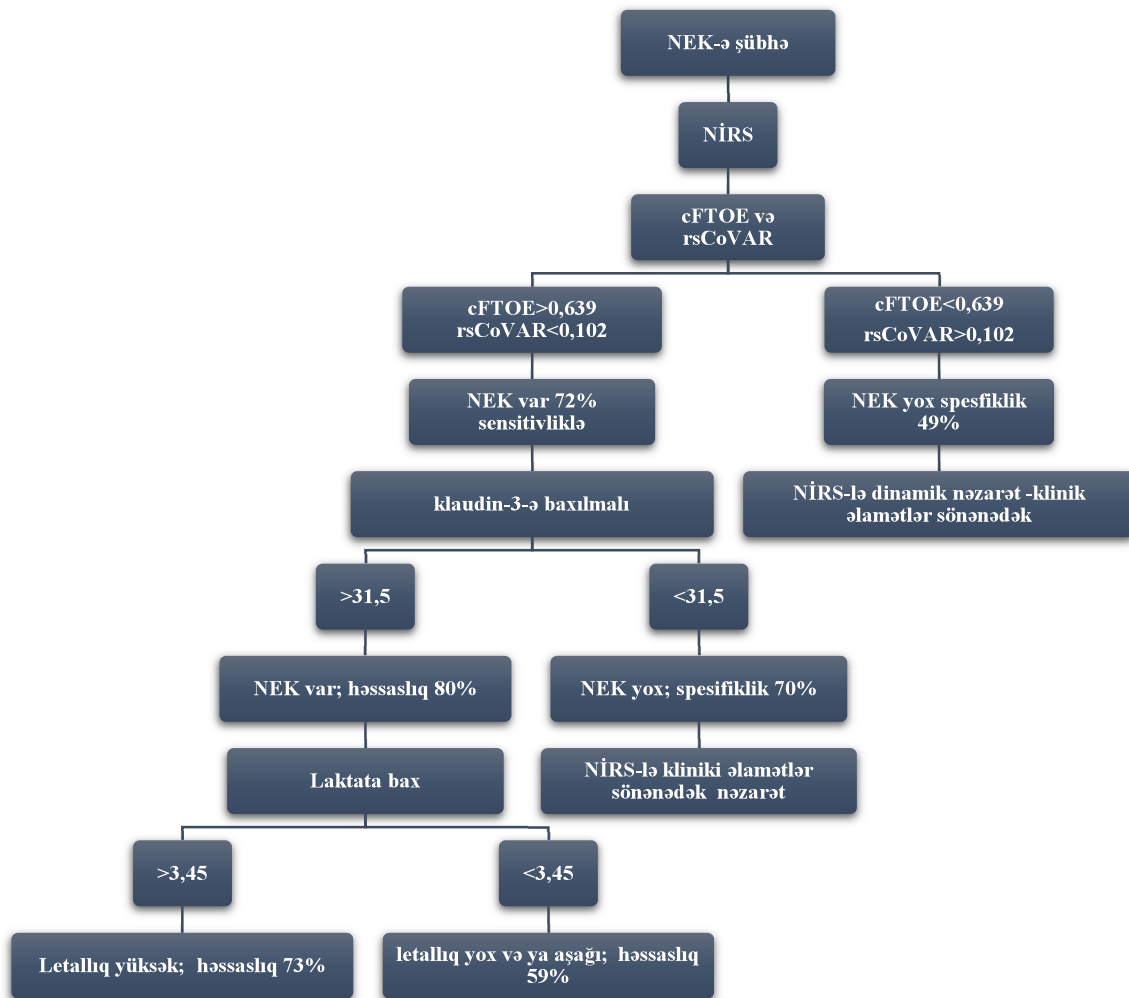 NEK-ə şübhə
NİRS
cFTOE və
rsCoVAR
cFTOE>0,639
rsCoVAR<0,102
cFTOE<0,639
rsCoVAR>0,102
NEK var 72%
sensitivliklə
NEK yox spesfiklik
49%
klaudin-3-ə baxılmalı
NİRS-lə dinamik nəzarət -klinik
əlamətlər sönənədək
>31,5
<31,5
NEK var; həssaslıq 80%
NEK yox; spesifiklik 70%
Laktata bax
NİRS-lə kliniki əlamətlər
sönənədək nəzarət
>3,45
<3,45
Letallıq yüksək; həssaslıq 73%
letallıq yox və ya aşağı; həssaslıq
59%